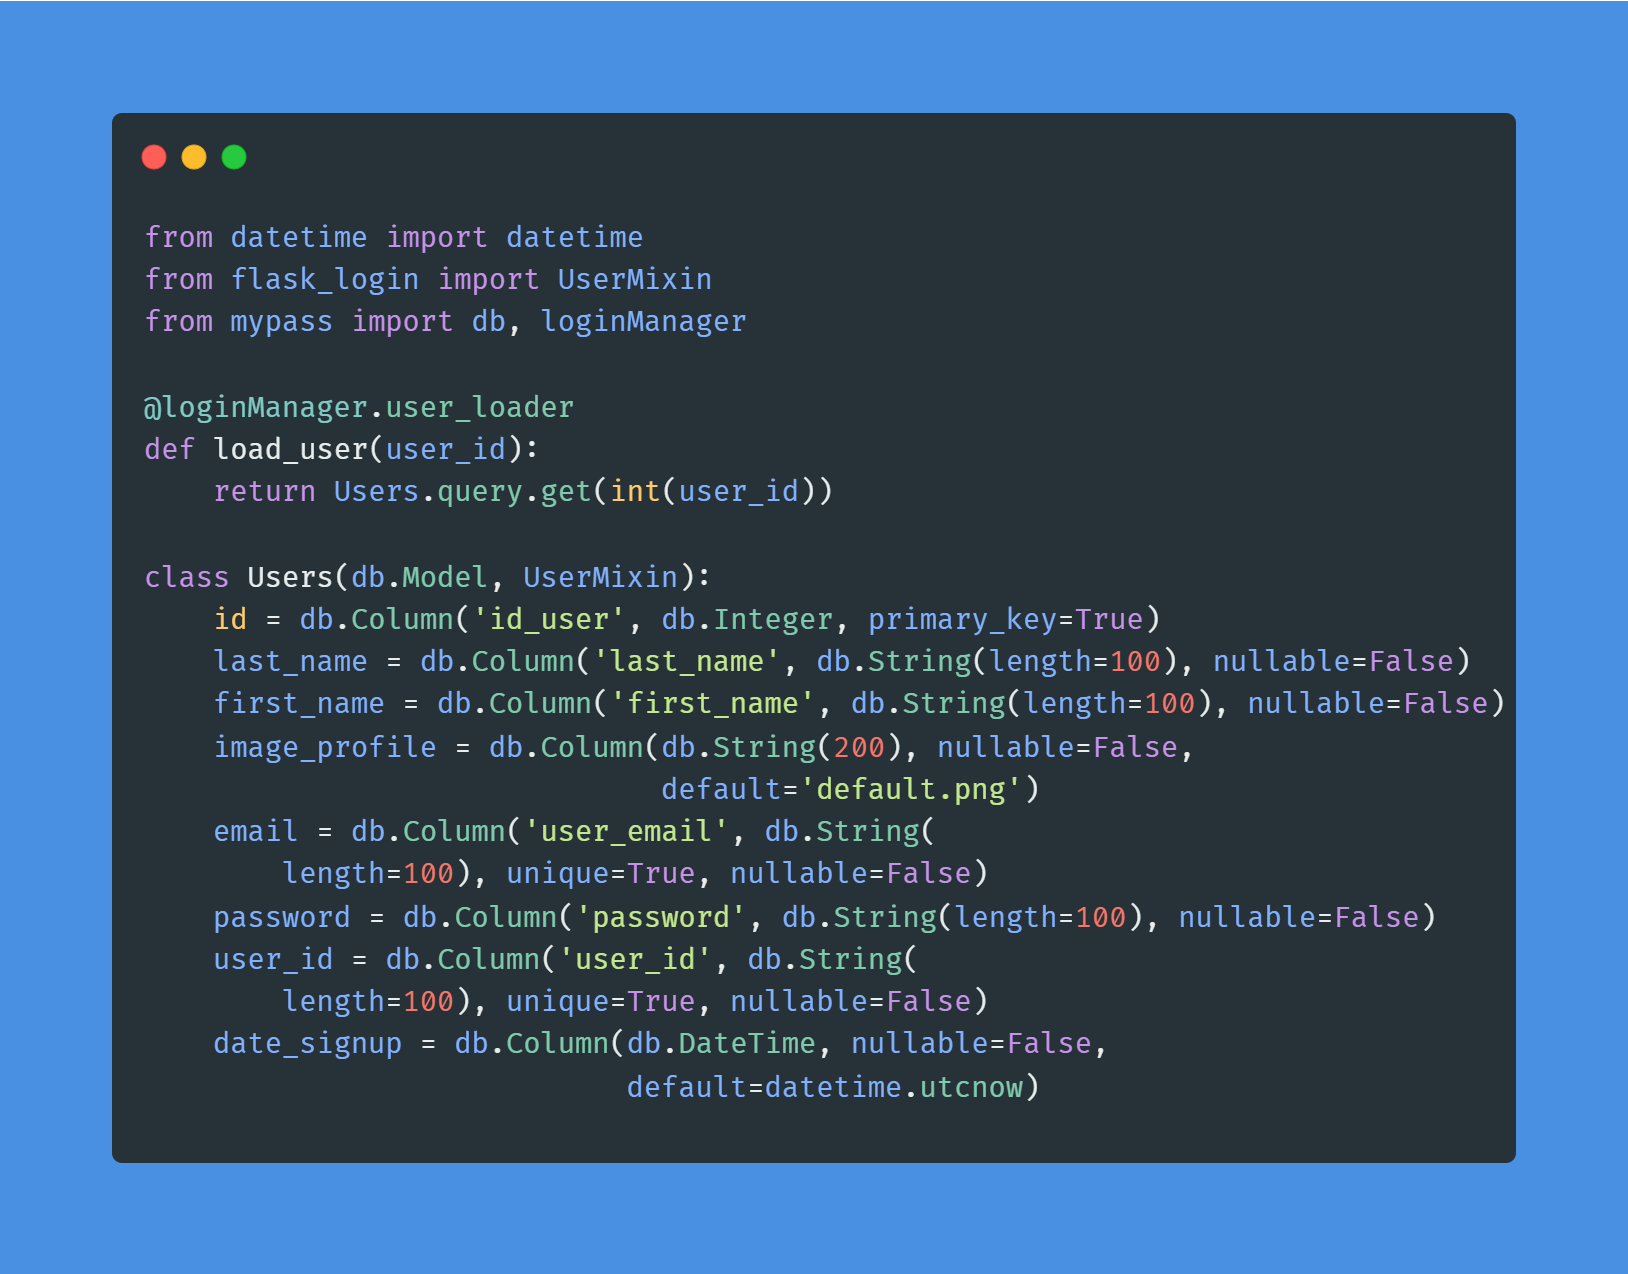 from datetime import datetime
from flask_login import UserMixin
from mypass import db, loginManager

@loginManager.user_loader
def load_user(user_id):
    return Users.query.get(int(user_id))

class Users(db.Model, UserMixin):
    id = db.Column('id_user', db.Integer, primary_key=True)
    last_name = db.Column('last_name', db.String(length=100), nullable=False)
    first_name = db.Column('first_name', db.String(length=100), nullable=False)
    image_profile = db.Column(db.String(200), nullable=False,
                              default='default.png')
    email = db.Column('user_email', db.String(
        length=100), unique=True, nullable=False)
    password = db.Column('password', db.String(length=100), nullable=False)
    user_id = db.Column('user_id', db.String(
        length=100), unique=True, nullable=False)
    date_signup = db.Column(db.DateTime, nullable=False,
                            default=datetime.utcnow)